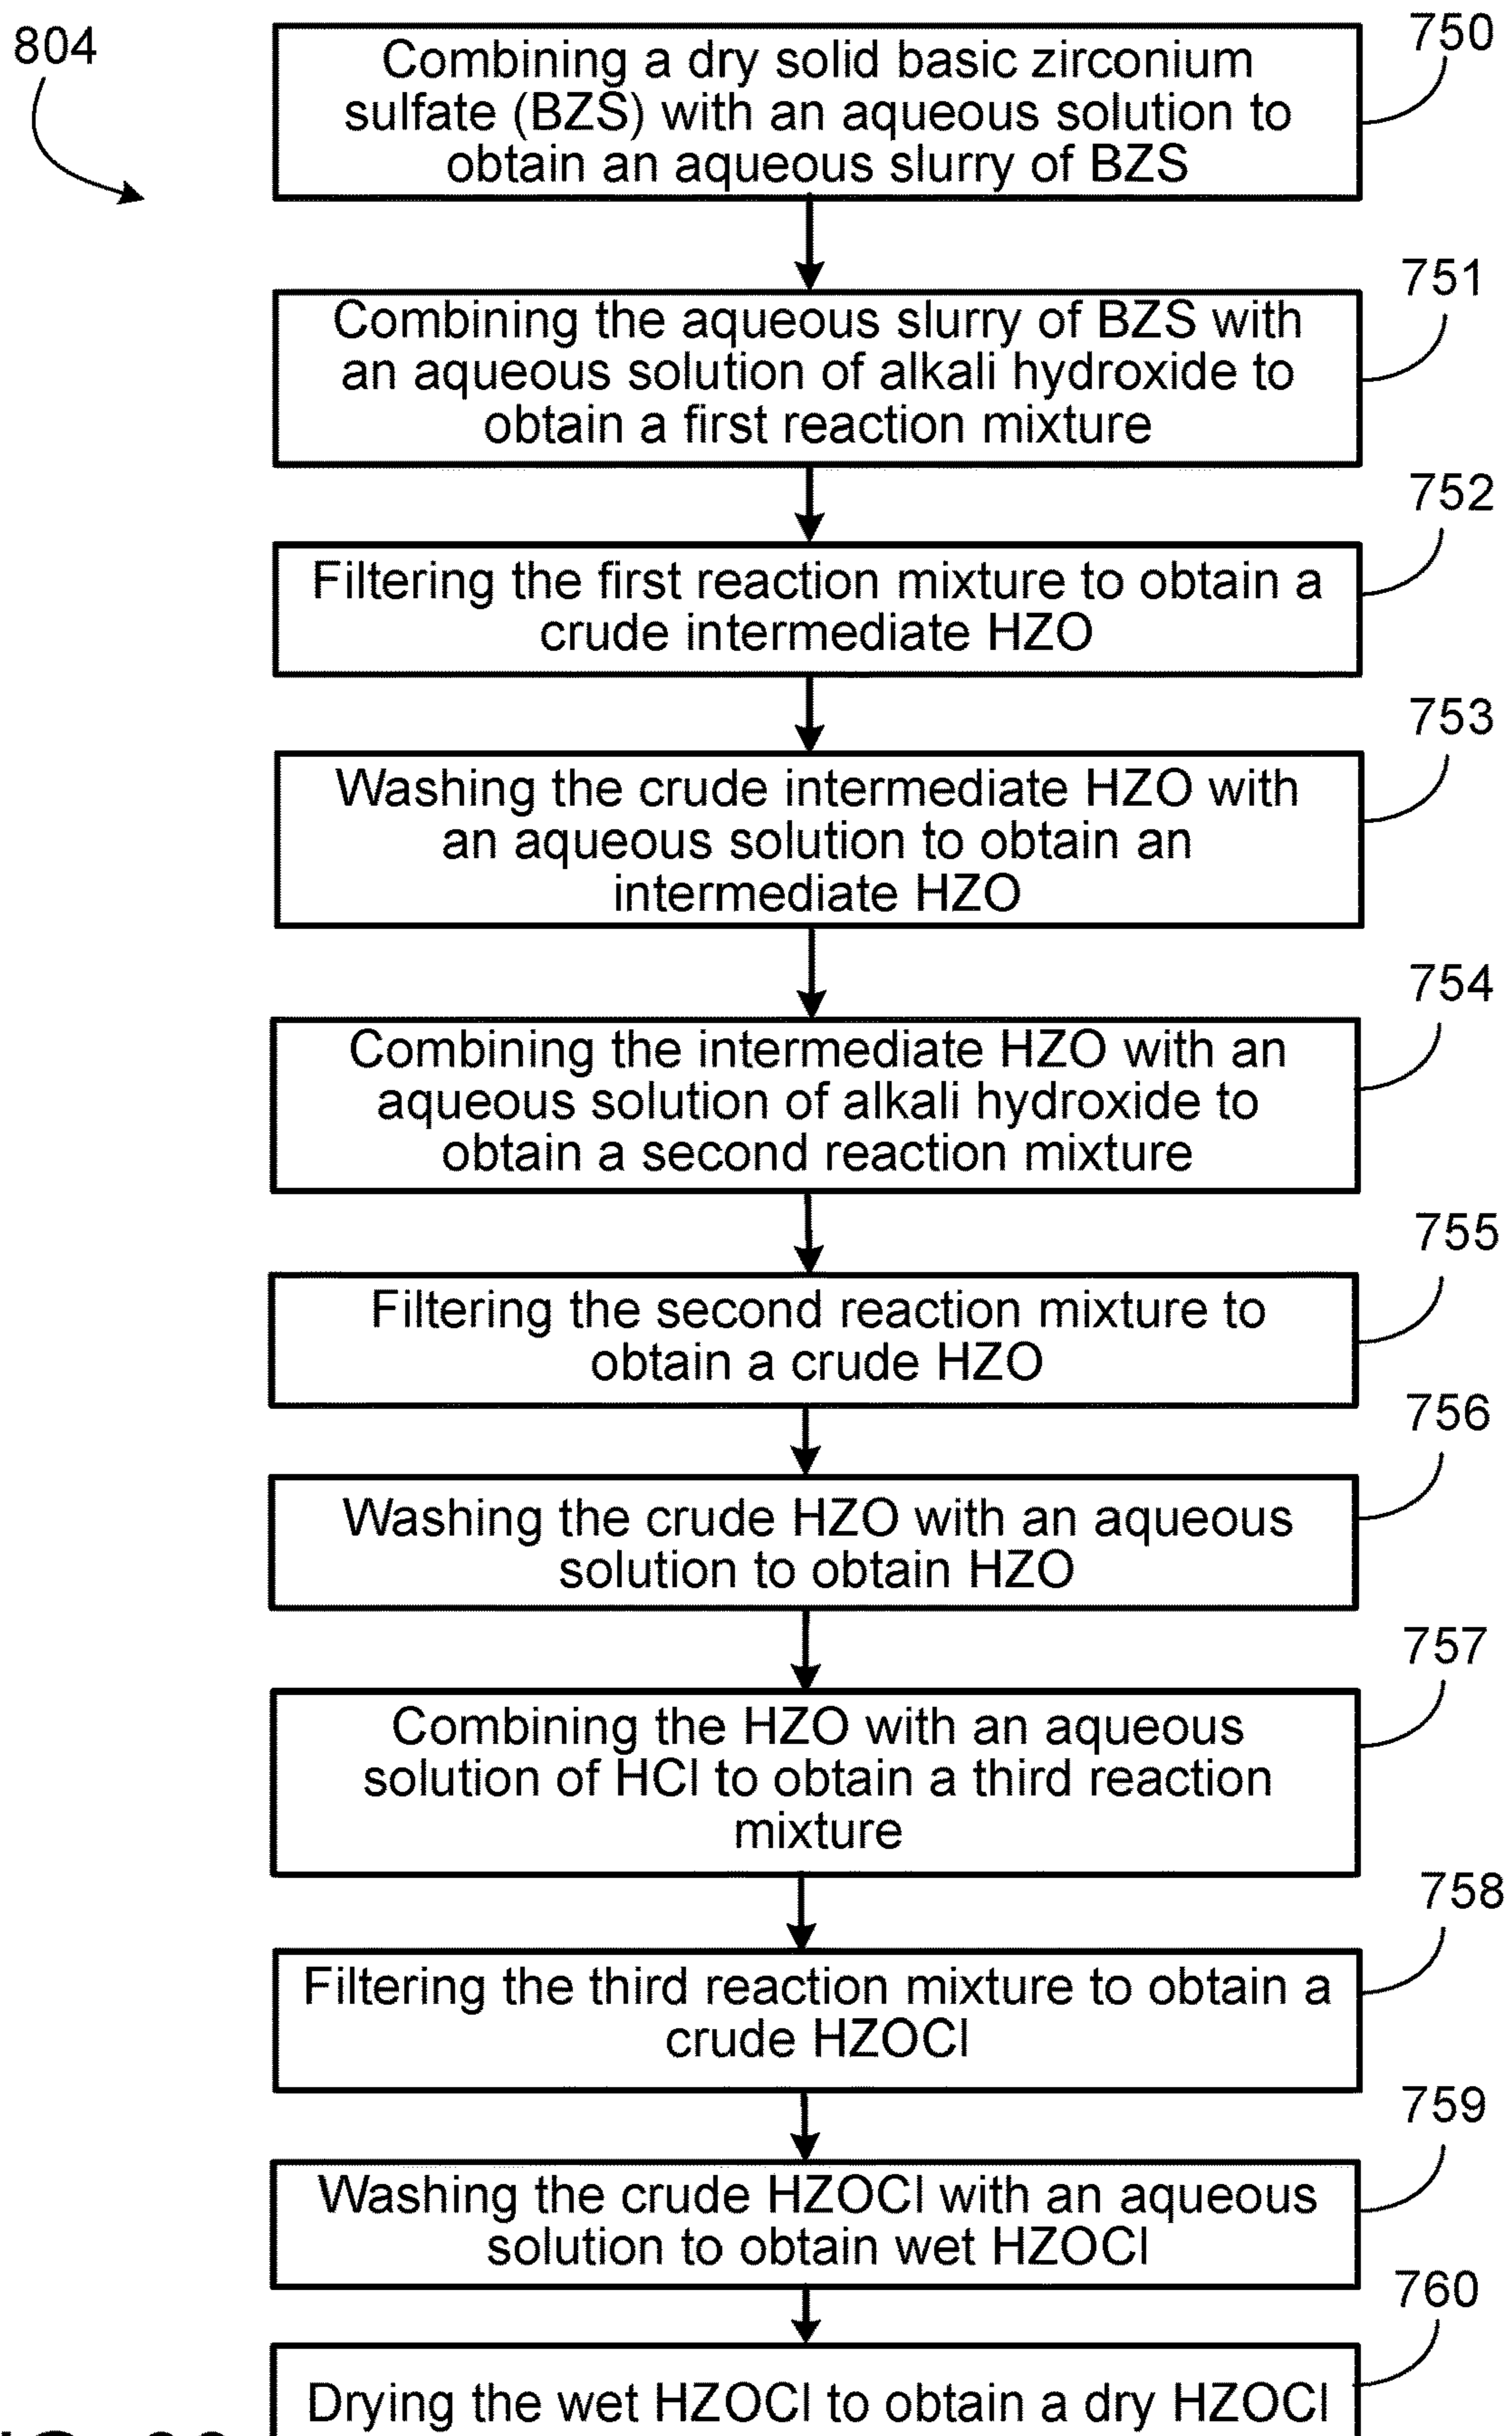 804
750
Combining a dry solid basic zirconium
sulfate (BZS) with an aqueous solution to
obtain an aqueous slurry of BZS
751
Combining the aqueous slurry of BZS with
an aqueous solution of alkali hydroxide to
obtain a first reaction mixture
752
Filtering the first reaction mixture to obtain a
crude intermediate HZO
753
Washing the crude intermediate HZO with
an aqueous solution to obtain an
intermediate HZO
754
Combining the intermediate HZO with an
aqueous solution of alkali hydroxide to
obtain a second reaction mixture
755
Filtering the second reaction mixture to
obtain a crude HZO
756
Washing the crude HZO with an aqueous
solution to obtain HZO
757
Combining the HZO with an aqueous
solution of HCl to obtain a third reaction
mixture
758
Filtering the third reaction mixture to obtain a
crude HZOCl
759
Washing the crude HZOCl with an aqueous
solution to obtain wet HZOCl
760
Drying the wet HZOCl to obtain a dry HZOCl